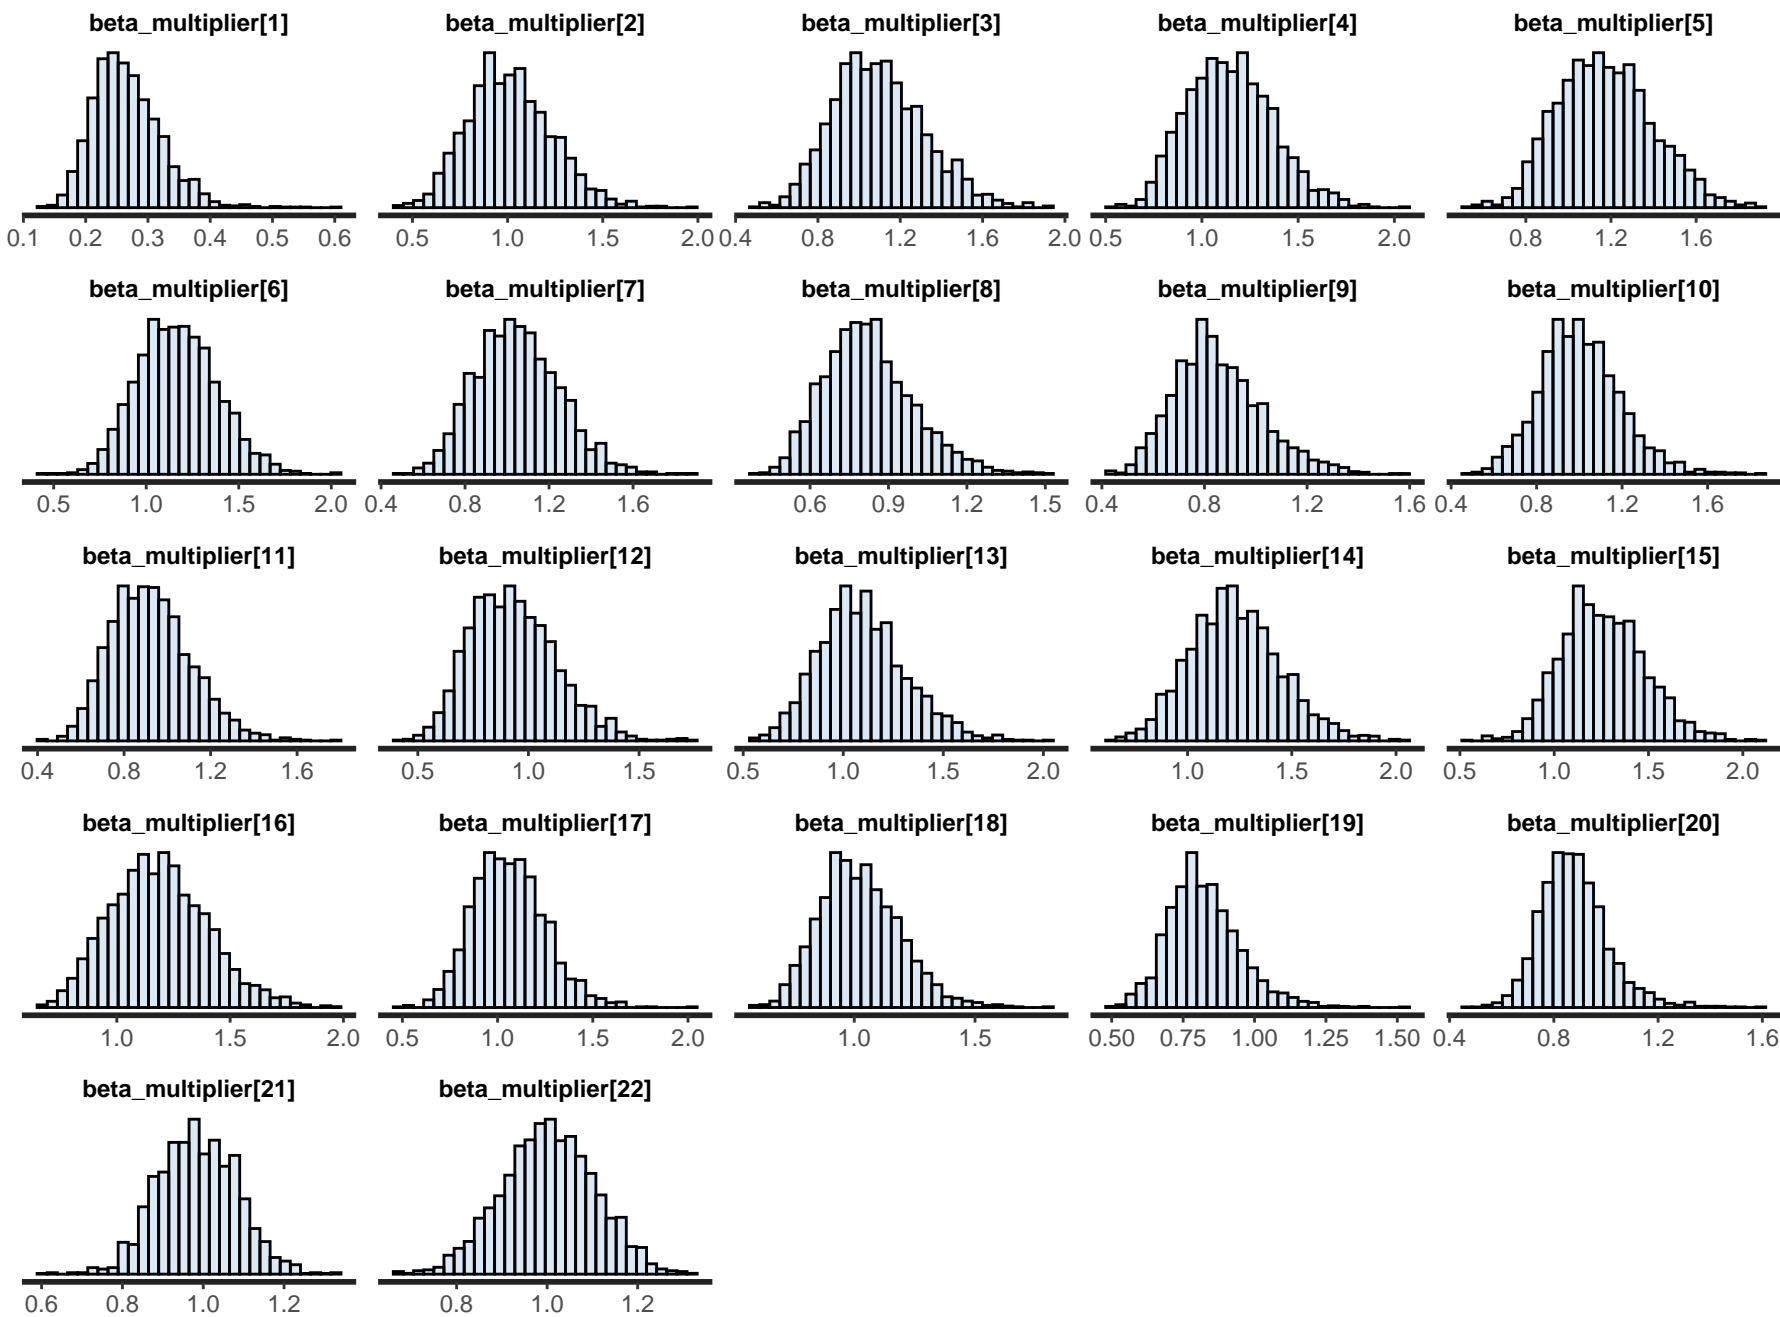 beta_multiplier[1] beta_multiplier[2] beta_multiplier[3] beta_multiplier[4] beta_multiplier[5]
0.1 0.2 0.3 0.4 0.5 0.6 0.5 1.0 1.5 2.0 0.4 0.8 1.2 1.6 2.0 0.5 1.0 1.5 2.0 0.8 1.2 1.6
beta_multiplier[6] beta_multiplier[7] beta_multiplier[8] beta_multiplier[9] beta_multiplier[10]
0.5 1.0 1.5 2.0 0.4 0.8 1.2 1.6 0.6 0.9 1.2 1.5 0.4 0.8 1.2 1.6 0.4 0.8 1.2 1.6
beta_multiplier[11] beta_multiplier[12] beta_multiplier[13] beta_multiplier[14] beta_multiplier[15]
0.4 0.8 1.2 1.6 0.5 1.0 1.5 0.5 1.0 1.5 2.0 1.0 1.5 2.0 0.5 1.0 1.5 2.0
beta_multiplier[16] beta_multiplier[17] beta_multiplier[18] beta_multiplier[19] beta_multiplier[20]
1.0 1.5 2.0 0.5 1.0 1.5 2.0 1.0 1.5 0.50 0.75 1.00 1.25 1.50 0.4 0.8 1.2 1.6
beta_multiplier[21] beta_multiplier[22]
0.6 0.8 1.0 1.2 0.8 1.0 1.2